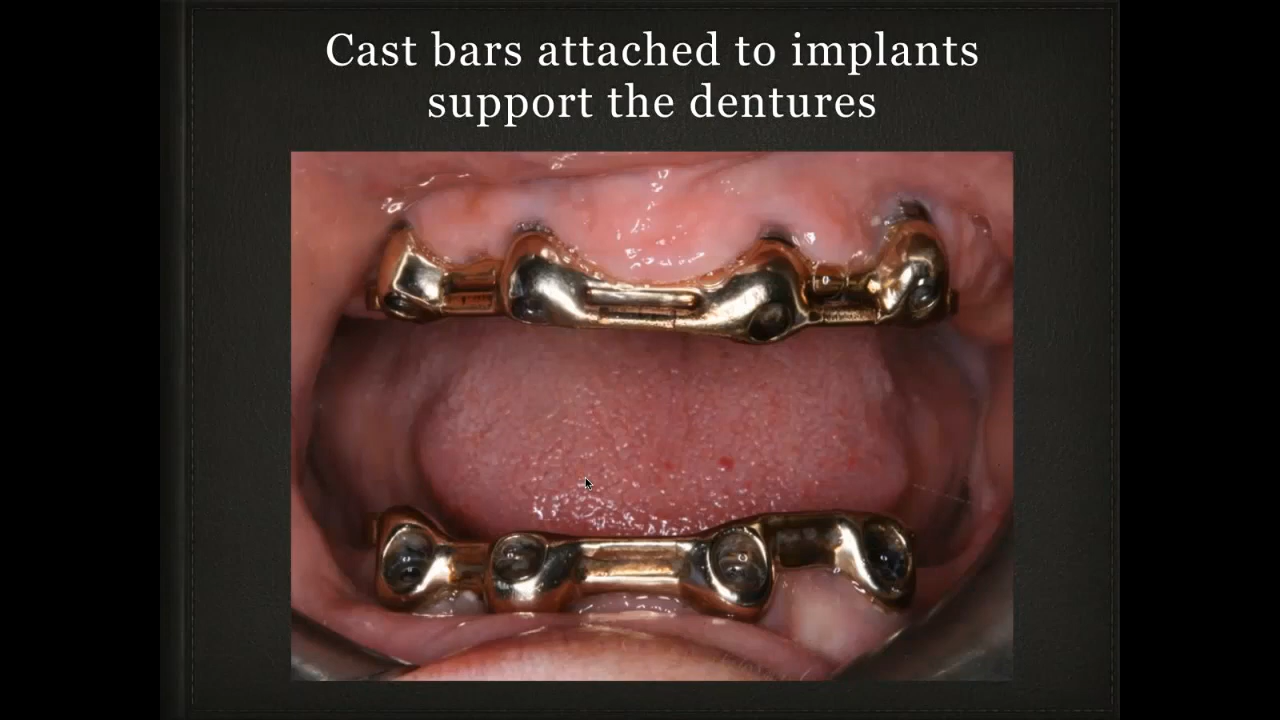 Cast bars attached to implants
support the dentures